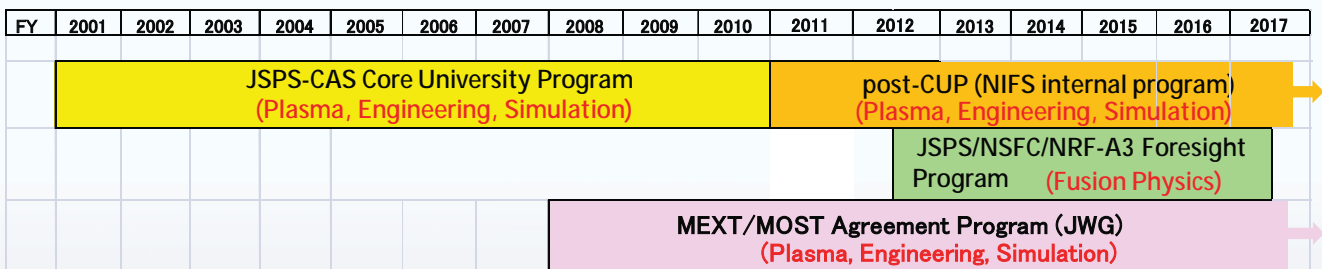 FY 2001 2002 2003 2004 2005 2006 2007 2008 2009 2010 2011 2012 2013 2014 2015 2016 2017
JSPS-CAS Core University Program
(Plasma, Engineering, Simulation)
post-CUP (NIFS internal program)
(Plasma, Engineering, Simulation)
JSPS/NSFC/NRF-A3 Foresight
Program (Fusion Physics)
MEXT/MOST Agreement Program (JWG)
(Plasma, Engineering, Simulation)